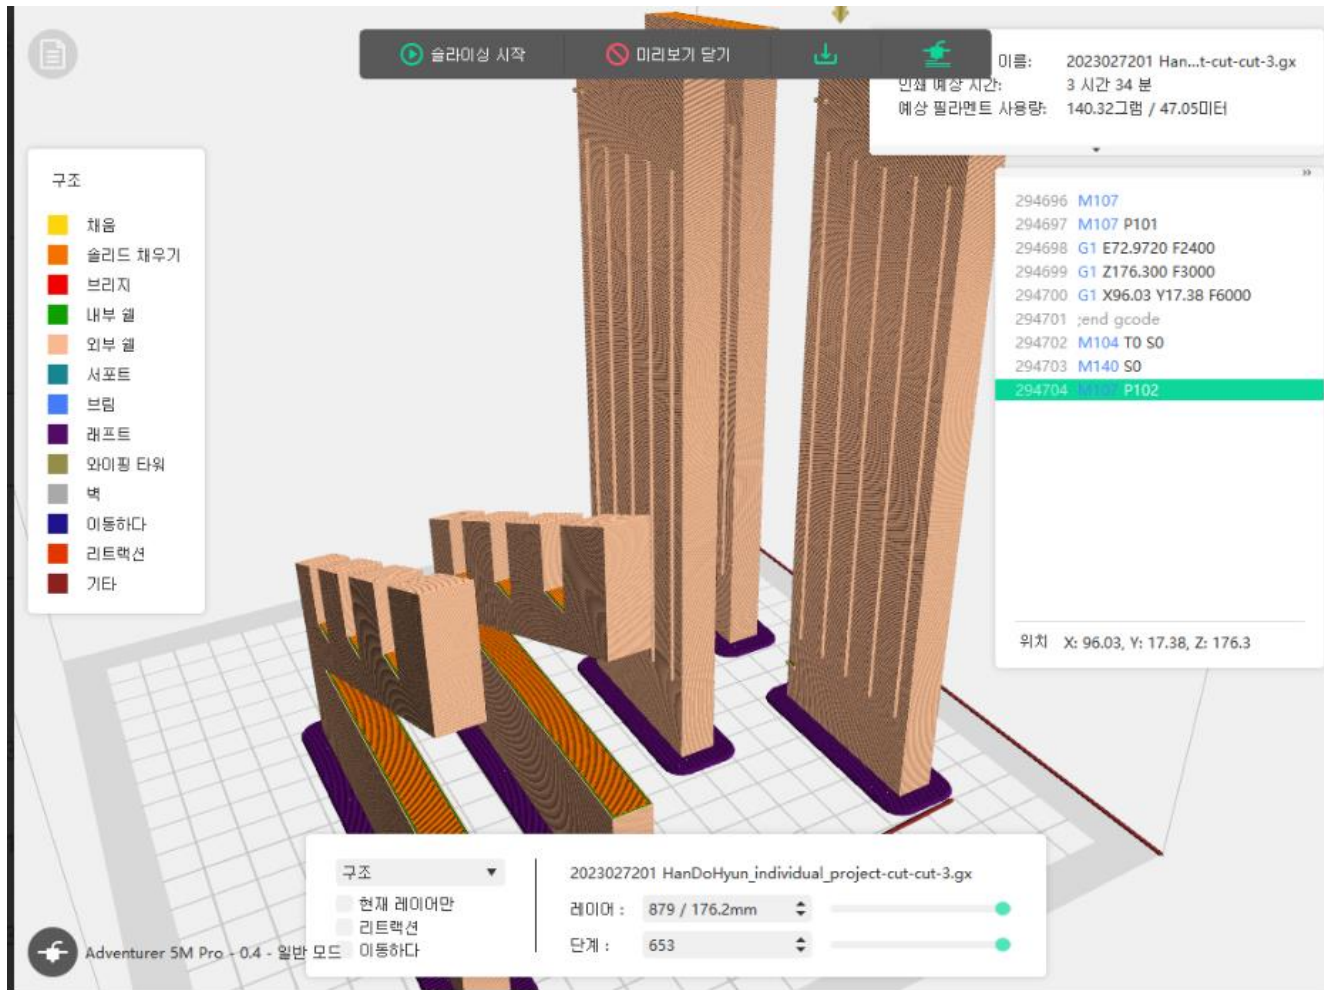 슬라이싱 시작
미리보기 닫기
이름: 2023027201 Han...t-cut-cut-3.gx
인쇄 예상 시간: 3 시간 34 분
예상 필라멘트 사용량: 140.32그램 / 47.05미터
구조
채움
솔리드 채우기
브리지
내부 쉘
외부 쉘
서포트
브림
래프트
와이핑 타워
벽
이동하다
리트랙션
기타
»
294696 M107
294697 M107 P101
294698 G1 E72.9720 F2400
294699 G1 Z176.300 F3000
294700 G1 X96.03 Y17.38 F6000
294701 ;end gcode
294702 M104 T0 S0
294703 M140 S0
294704 M107 P102
위치 X: 96.03, Y: 17.38, Z: 176.3
구조
현재 레이어만
리트랙션
이동하다
2023027201 HanDoHyun_individual_project-cut-cut-3.gx
레이어 : 879 / 176.2mm
단계 : 653
Adventurer 5M Pro - 0.4 - 일반 모드